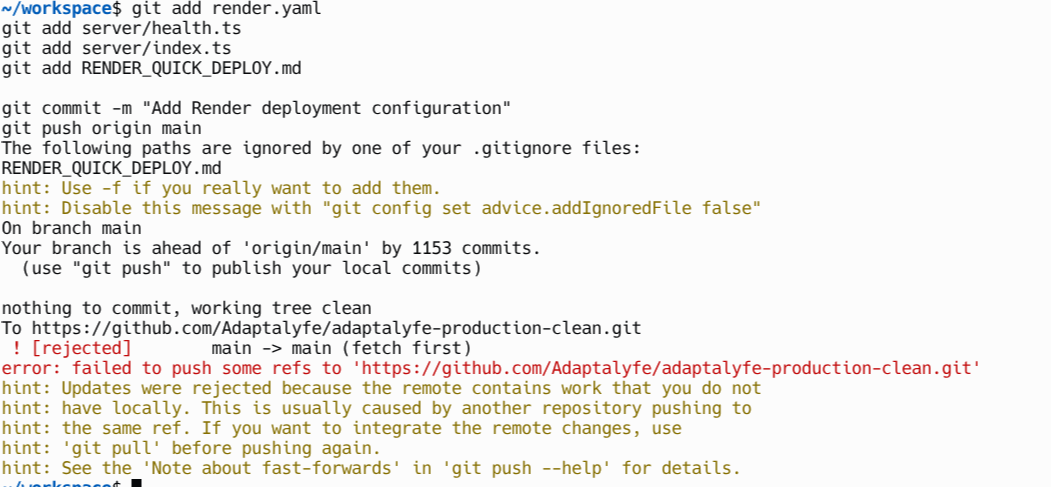 ~/workspace$ git add render.yaml
git add server/health.ts
git add server/index.ts
git add RENDER_QUICK_DEPLOY.md
git commit -m "Add Render deployment configuration"
git push origin main
The following paths are ignored by one of your .gitignore files:
RENDER_QUICK_DEPLOY.md
hint: Use -f if you really want to add them.
hint: Disable this message with "git config set advice.addIgnoredFile false"
On branch main
Your branch is ahead of 'origin/main' by 1153 commits.
  (use "git push" to publish your local commits)
nothing to commit, working tree clean
To https://github.com/Adaptalyfe/adaptalyfe-production-clean.git
 ! [rejected]        main -> main (fetch first)
error: failed to push some refs to 'https://github.com/Adaptalyfe/adaptalyfe-production-clean.git'
hint: Updates were rejected because the remote contains work that you do not
hint: have locally. This is usually caused by another repository pushing to
hint: the same ref. If you want to integrate the remote changes, use
hint: 'git pull' before pushing again.
hint: See the 'Note about fast-forwards' in 'git push --help' for details.
~/workspace$